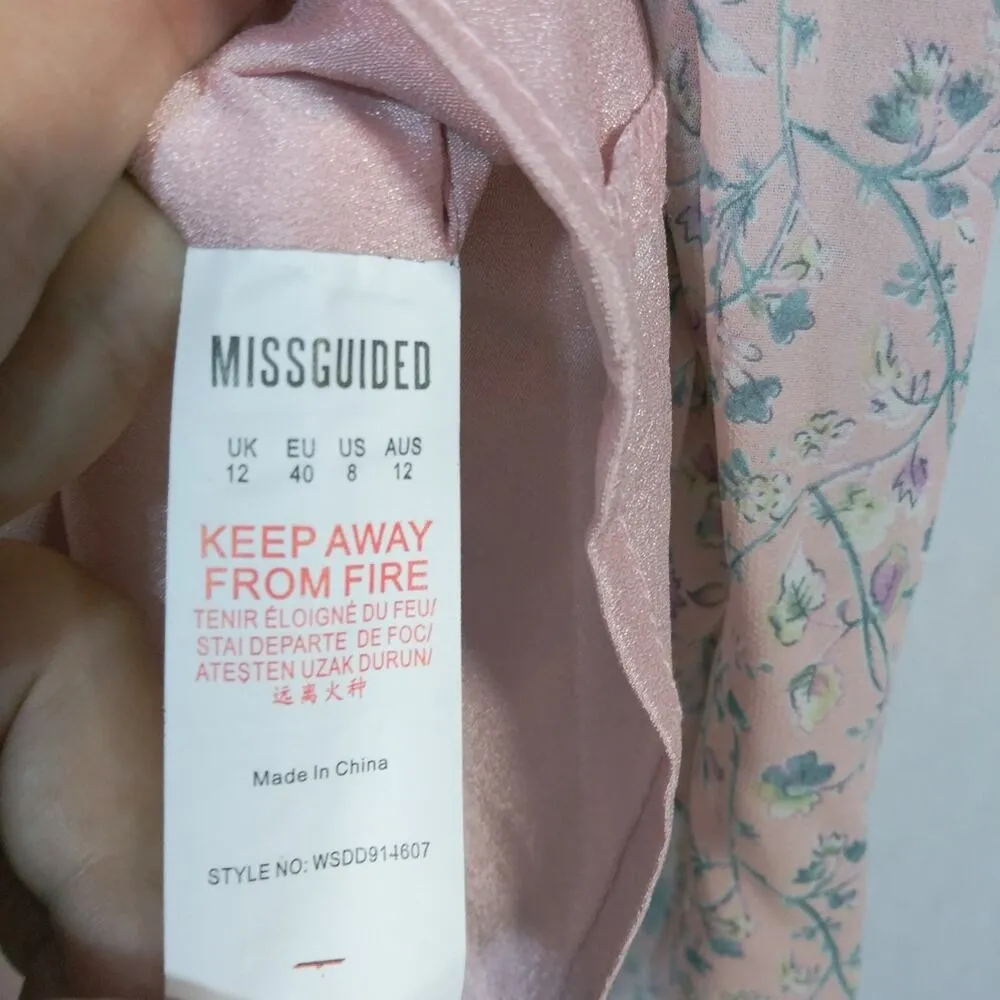 MISSGUIDED
UK EU US AUS
12 40 8 12
KEEP AWAY
FROM FIRE
TENIR ÉLOIGNÉ DU FEU/
STAI DEPARTE DE FOC/
ATEŞTEN UZAK DURUN/
远离火种
Made In China
STYLE NO: WSDD914607